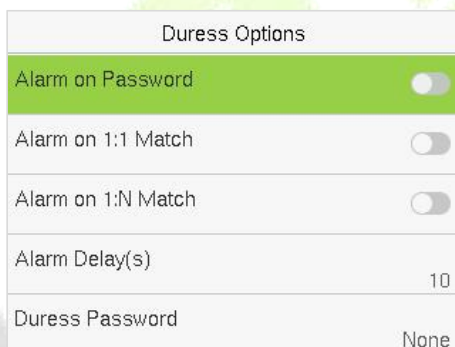 Duress Options
Alarm on Password
Alarm on 1:1 Match
Alarm on 1:N Match
Alarm Delay(s)
10
Duress Password
None